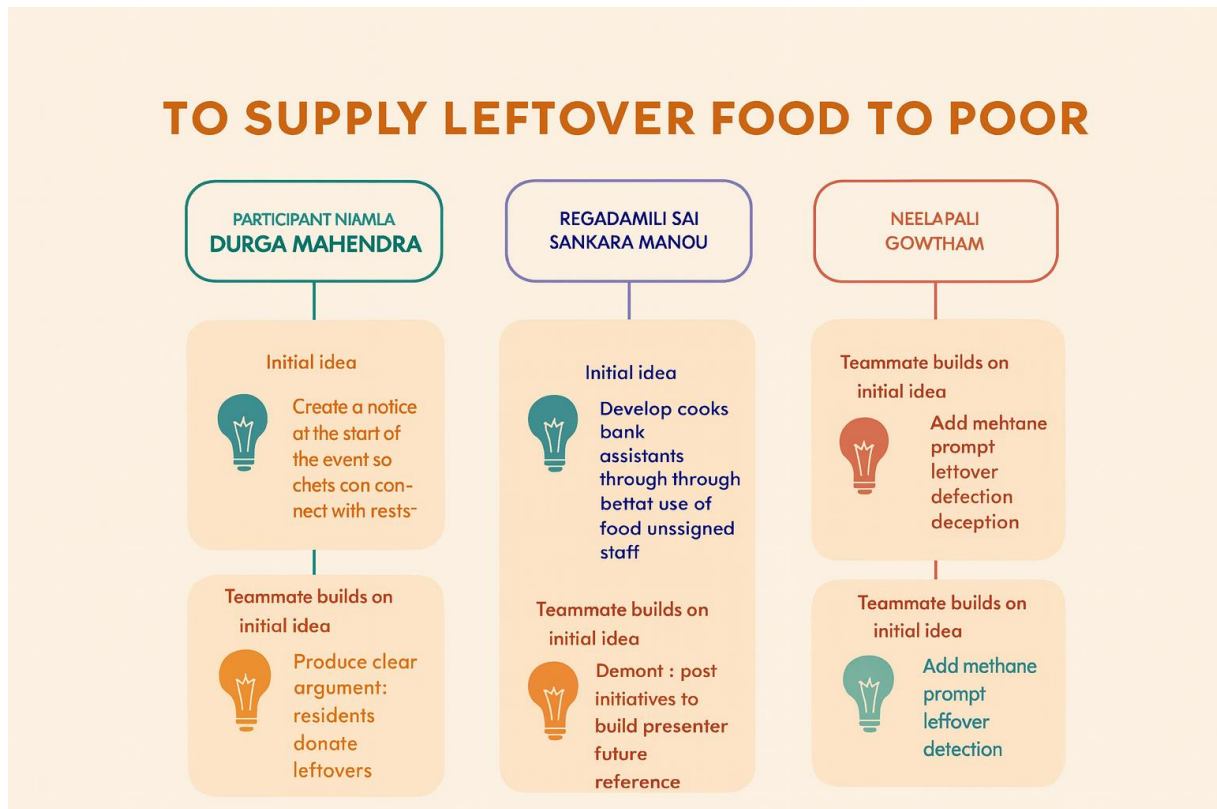 TO SUPPLY LEFTOVER FOOD TO POOR
PARTICIPANT NIAMLA
DURGA MAHENDRA
Initial idea
Create a notice
at the start of
the event so
chets con con-
nect with rests-
Teammate builds on
initial idea
Produce clear
argument:
residents
donate
leftovers
REGADAMILI SAI
SANKARA MANOU
Initial idea
Develop cooks
bank
assistants
through through
bettat use of
food unssigned
staff
Teammate builds on
initial idea
Demont : post
initiatives to
build presenter
future
reference
NEELAPALI
GOWTHAM
Teammate builds on
initial idea
Add mehtane
prompt
lettover
defection
deception
Teammate builds on
initial idea
Add methane
prompt
leffover
detection